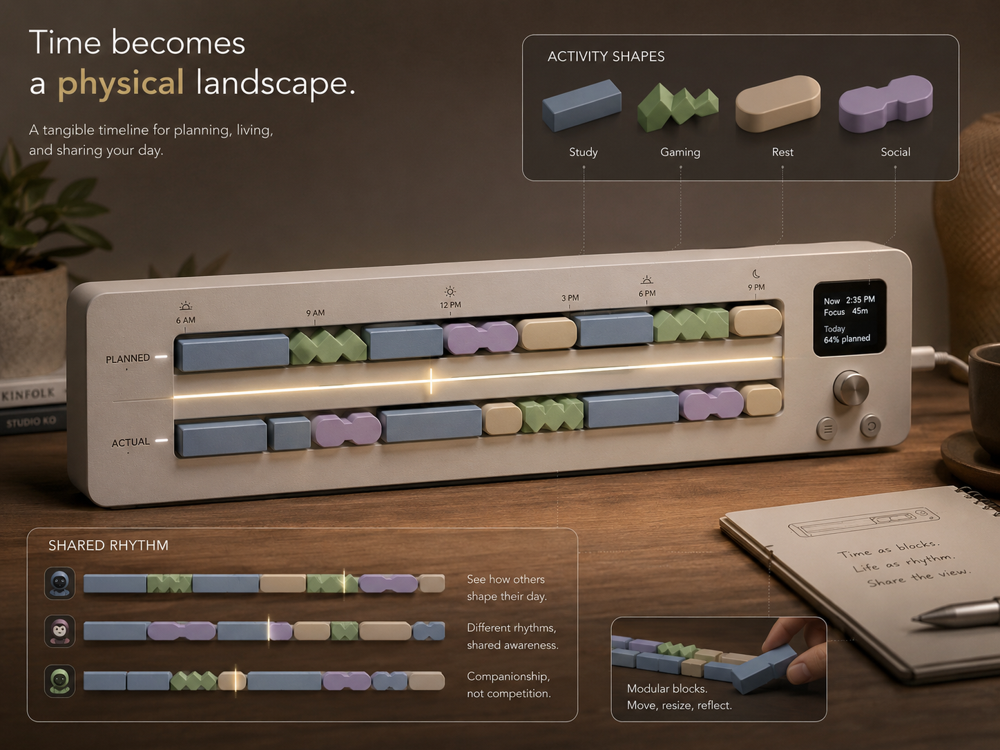 Time becomes
a physical landscape.
A tangible timeline for planning, living,
and sharing your day.
ACTIVITY SHAPES
Study
Gaming
Rest
Social
6 AM
9 AM
12 PM
3 PM
6 PM
9 PM
PLANNED
ACTUAL
Now 2:35 PM
Focus 45m
Today
64% planned
KINFOLK
STUDIO KO
SHARED RHYTHM
See how others
shape their day.
Different rhythms,
shared awareness.
Companionship,
not competition.
Time as blocks.
Life as rhythm.
Share the view.
Modular blocks.
Move, resize, reflect.